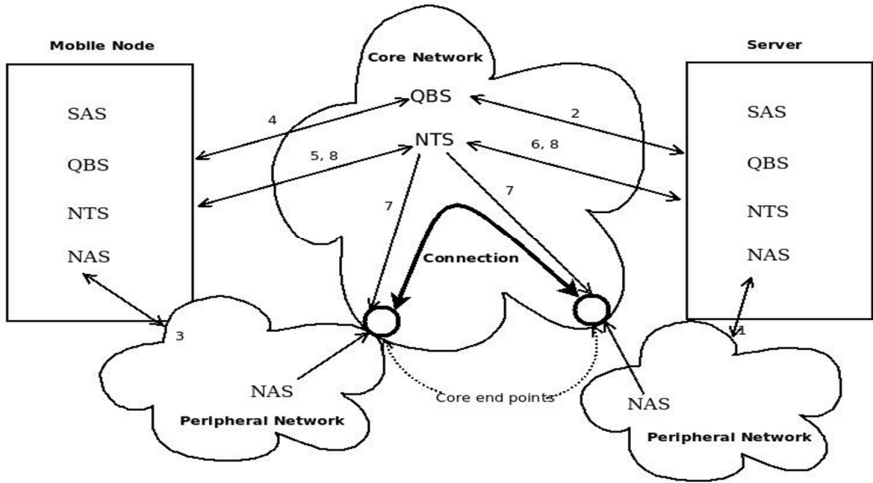 Mobile Node
Core Network
Server
SAS
QBS
NTS
NAS
QBS
NTS
4
5, 8
2
6, 8
7
7
Connection
SAS
QBS
NTS
NAS
3
1
NAS
Peripheral Network
Core end points
NAS
Peripheral Network